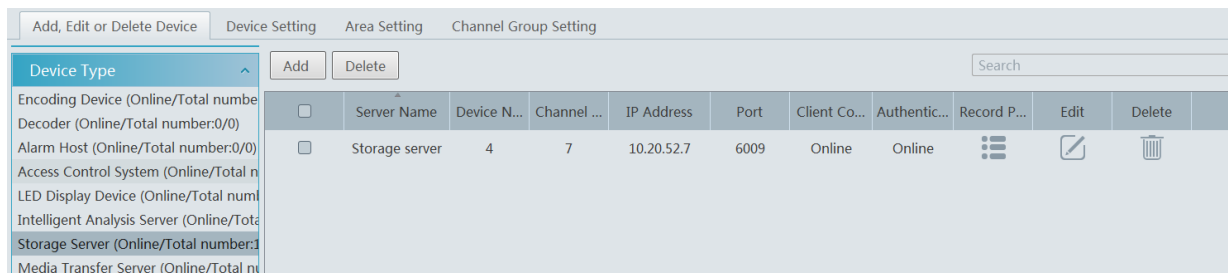 Add, Edit or Delete Device Device Setting Area Setting Channel Group Setting
Device Type
Add Delete Search
Encoding Device (Online/Total numbe
Decoder (Online/Total number:0/0)
Alarm Host (Online/Total number:0/0)
Access Control System (Online/Total n
LED Display Device (Online/Total num
Intelligent Analysis Server (Online/Tota
Storage Server (Online/Total number:1
Media Transfer Server (Online/Total nu
Server Name Device N... Channel ... IP Address Port Client Co... Authentic... Record P... Edit Delete
Storage server 4 7 10.20.52.7 6009 Online Online